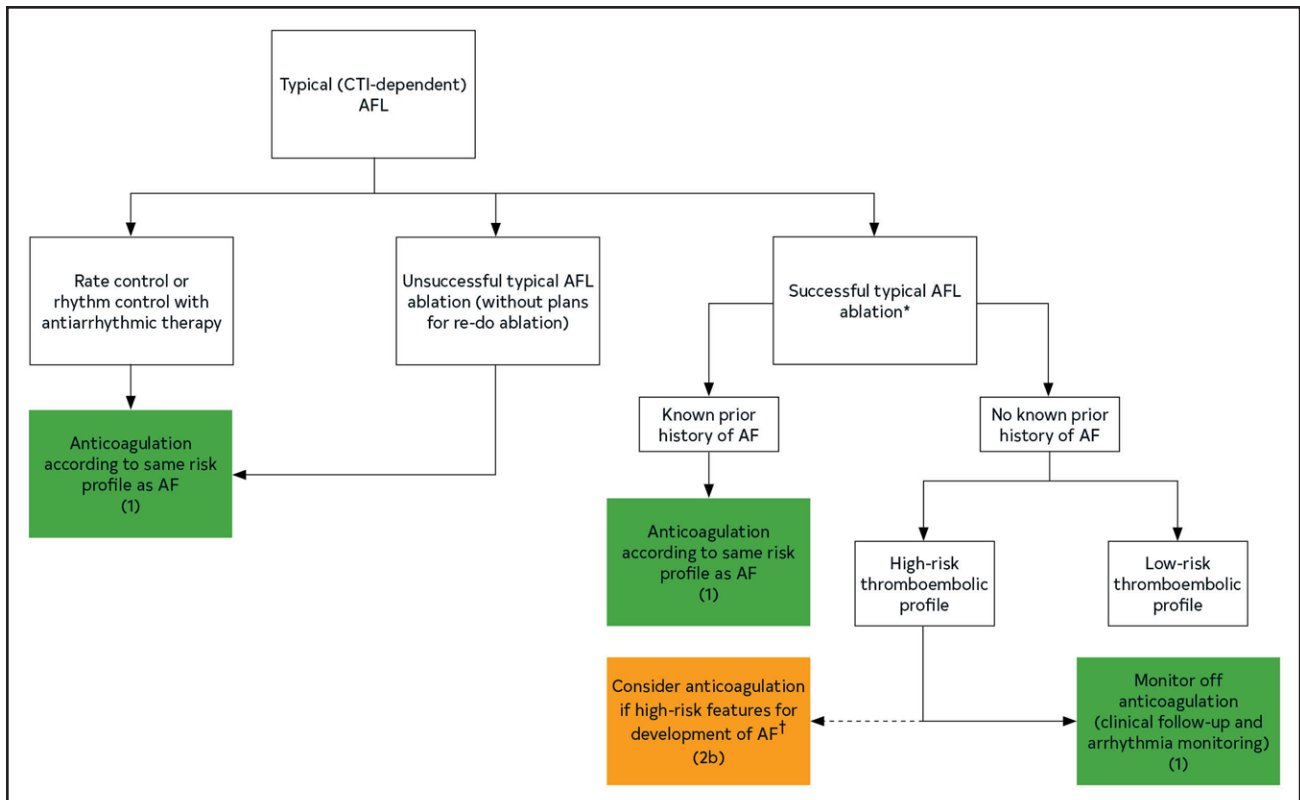 Typical (CTI-dependent)
AFL
Rate control or
rhythm control with
antiarrhythmic therapy
Unsuccessful typical AFL
ablation (without plans
for re-do ablation)
Successful typical AFL
ablation*
Known prior
history of AF
No known prior
history of AF
Anticoagulation
according to same risk
profile as AF
(1)
Anticoagulation
according to same risk
profile as AF
(1)
High-risk
thromboembolic
profile
Low-risk
thromboembolic
profile
Consider anticoagulation
if high-risk features for
development of AF†
(2b)
Monitor off
anticoagulation
(clinical follow-up and
arrhythmia monitoring)
(1)